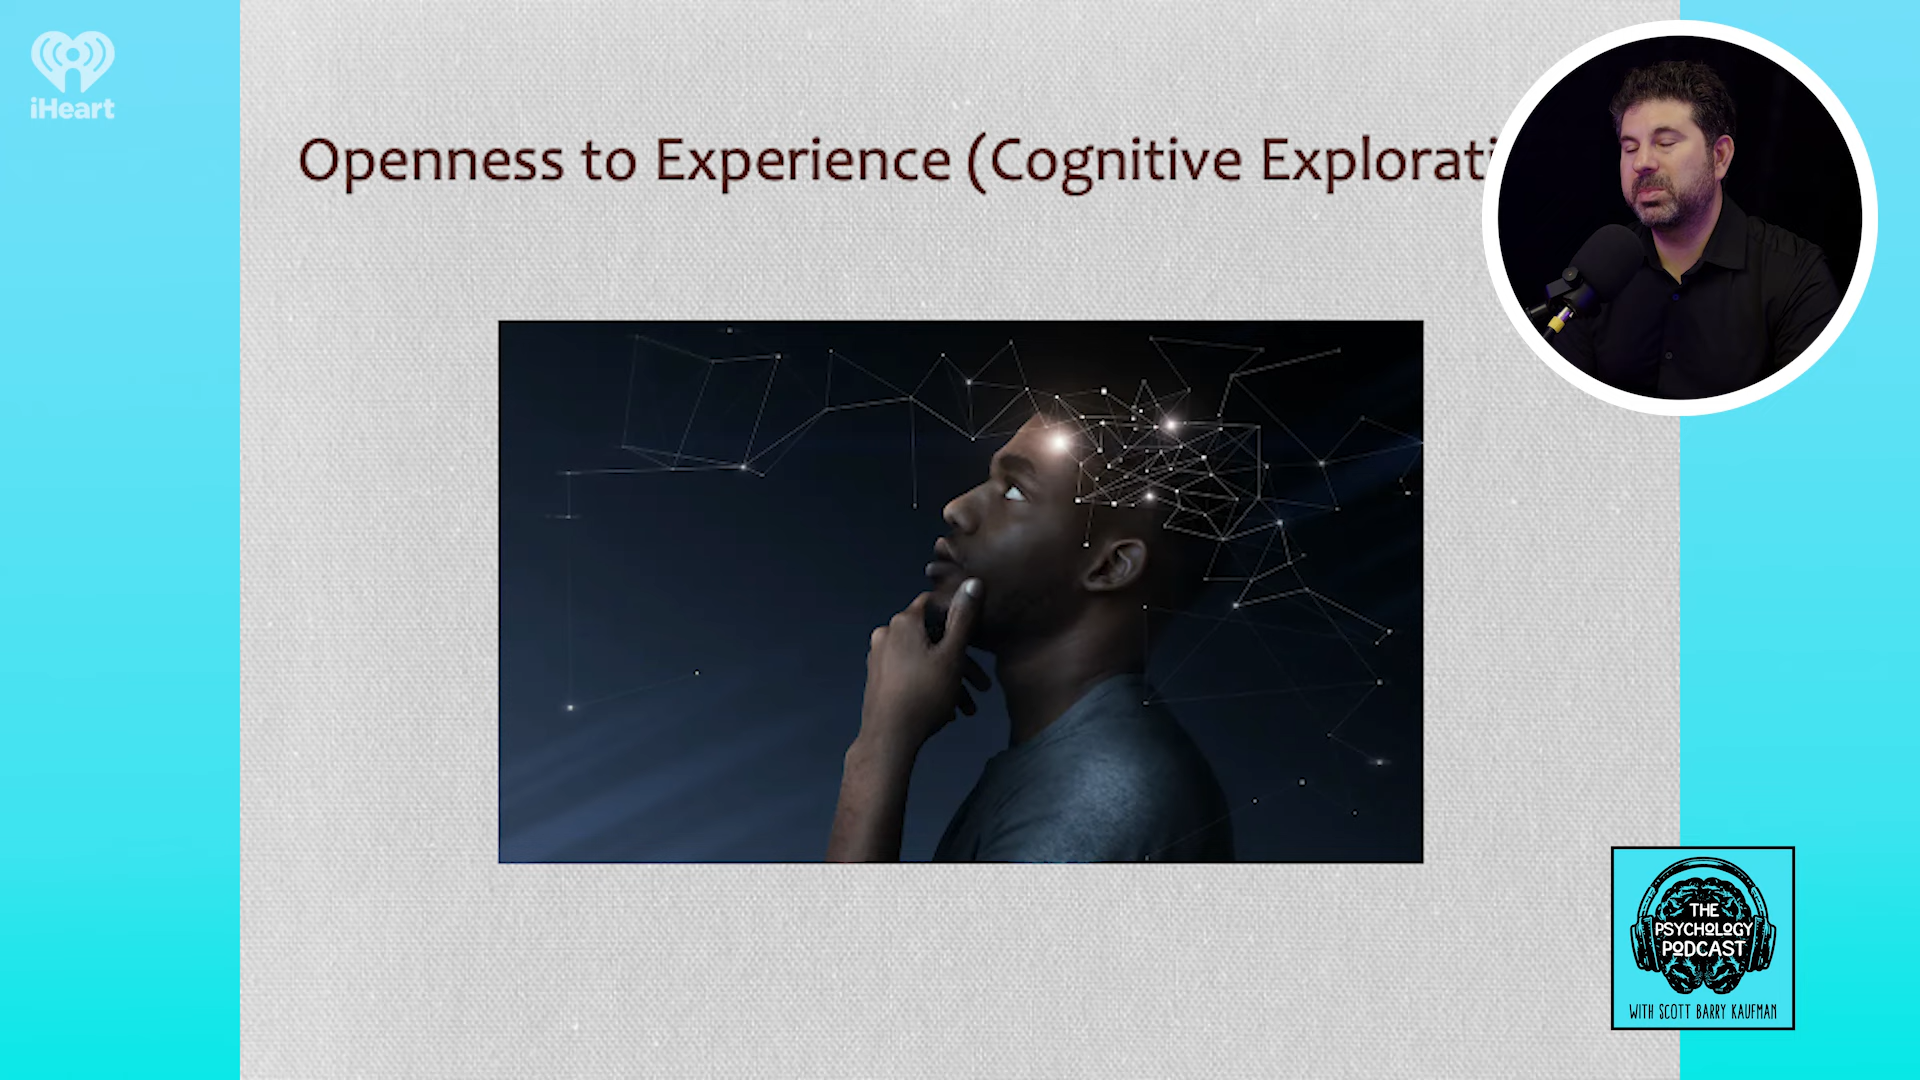 iHeart
Openness to Experience (Cognitive Explorati
THE
PSYCHOLOGY
PODCAST
WITH SCOTT BARRY KAUFMAN